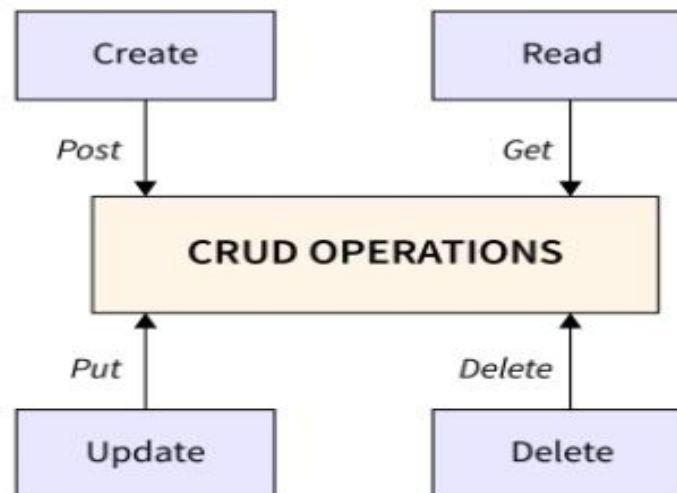 Create
Read
Post
Get
CRUD OPERATIONS
Put
Delete
Update
Delete